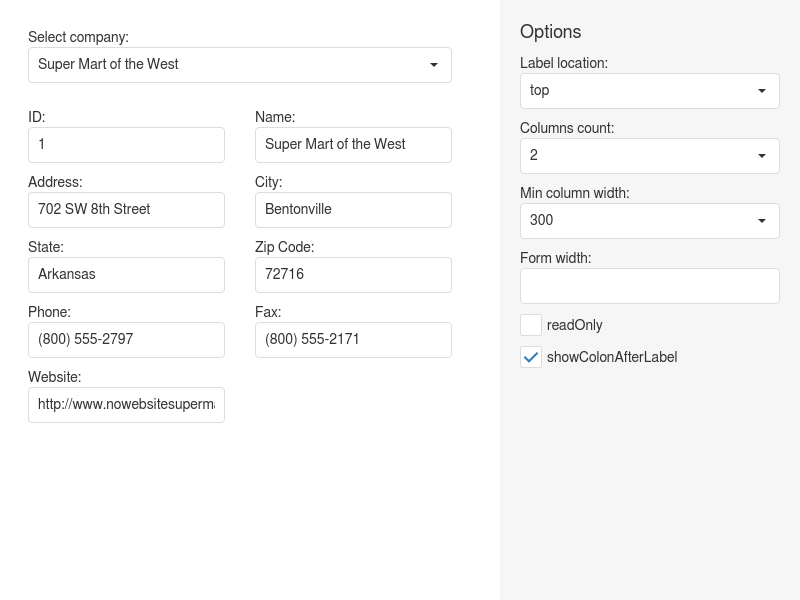 Select company:
Super Mart of the West
ID:
Name:
1
Super Mart of the West
Address:
City:
702 SW 8th Street
Bentonville
State:
Zip Code:
Arkansas
72716
Phone:
Fax:
(800) 555-2797
(800) 555-2171
Website:
http://www.nowebsitesuperm
Options
Label location:
top
Columns count:
2
Min column width:
300
Form width:
readOnly
showColonAfterLabel